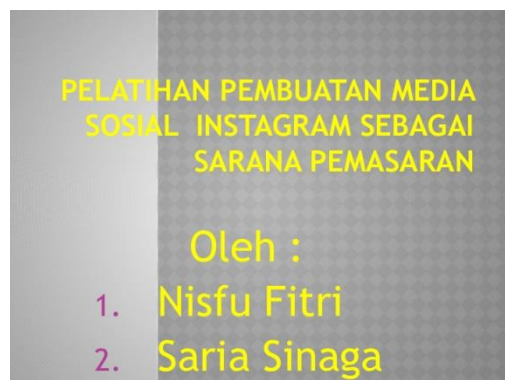 PELATIHAN PEMBUATAN MEDIA
SOSIAL INSTAGRAM SEBAGAI
SARANA PEMASARAN
Oleh :
1. Nisfu Fitri
2. Saria Sinaga